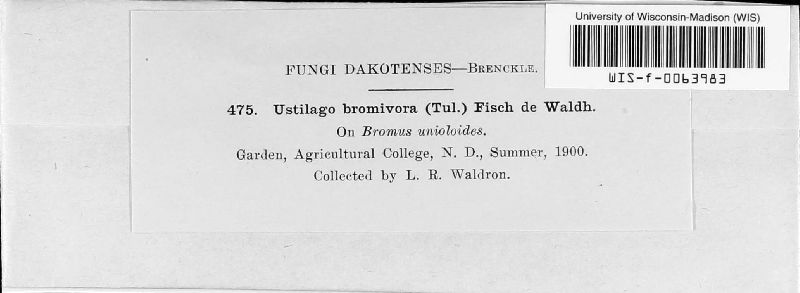 University of Wisconsin-Madison (WIS)
WIS-f-0063983
FUNGI DAKOTENSES—BRENCKLE.
475. Ustilago bromivora (Tul.) Fisch de Waldh.
On Bromus unioloides.
Garden, Agricultural College, N. D., Summer, 1900.
Collected by L. R. Waldron.